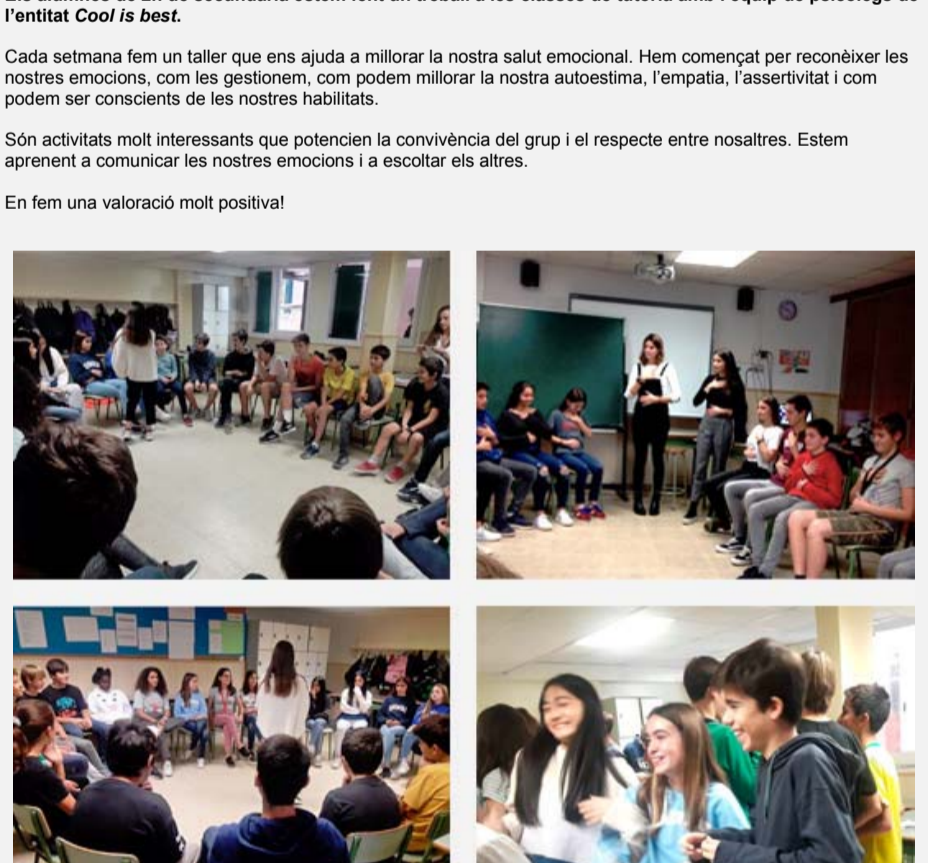 l'entitat Cool is best.
Cada setmana fem un taller que ens ajuda a millorar la nostra salut emocional. Hem començat per reconèixer les
nostres emocions, com les gestionem, com podem millorar la nostra autoestima, l'empatia, l'assertivitat i com
podem ser conscients de les nostres habilitats.
Són activitats molt interessants que potencien la convivència del grup i el respecte entre nosaltres. Estem
aprenent a comunicar les nostres emocions i a escoltar els altres.
En fem una valoració molt positiva!